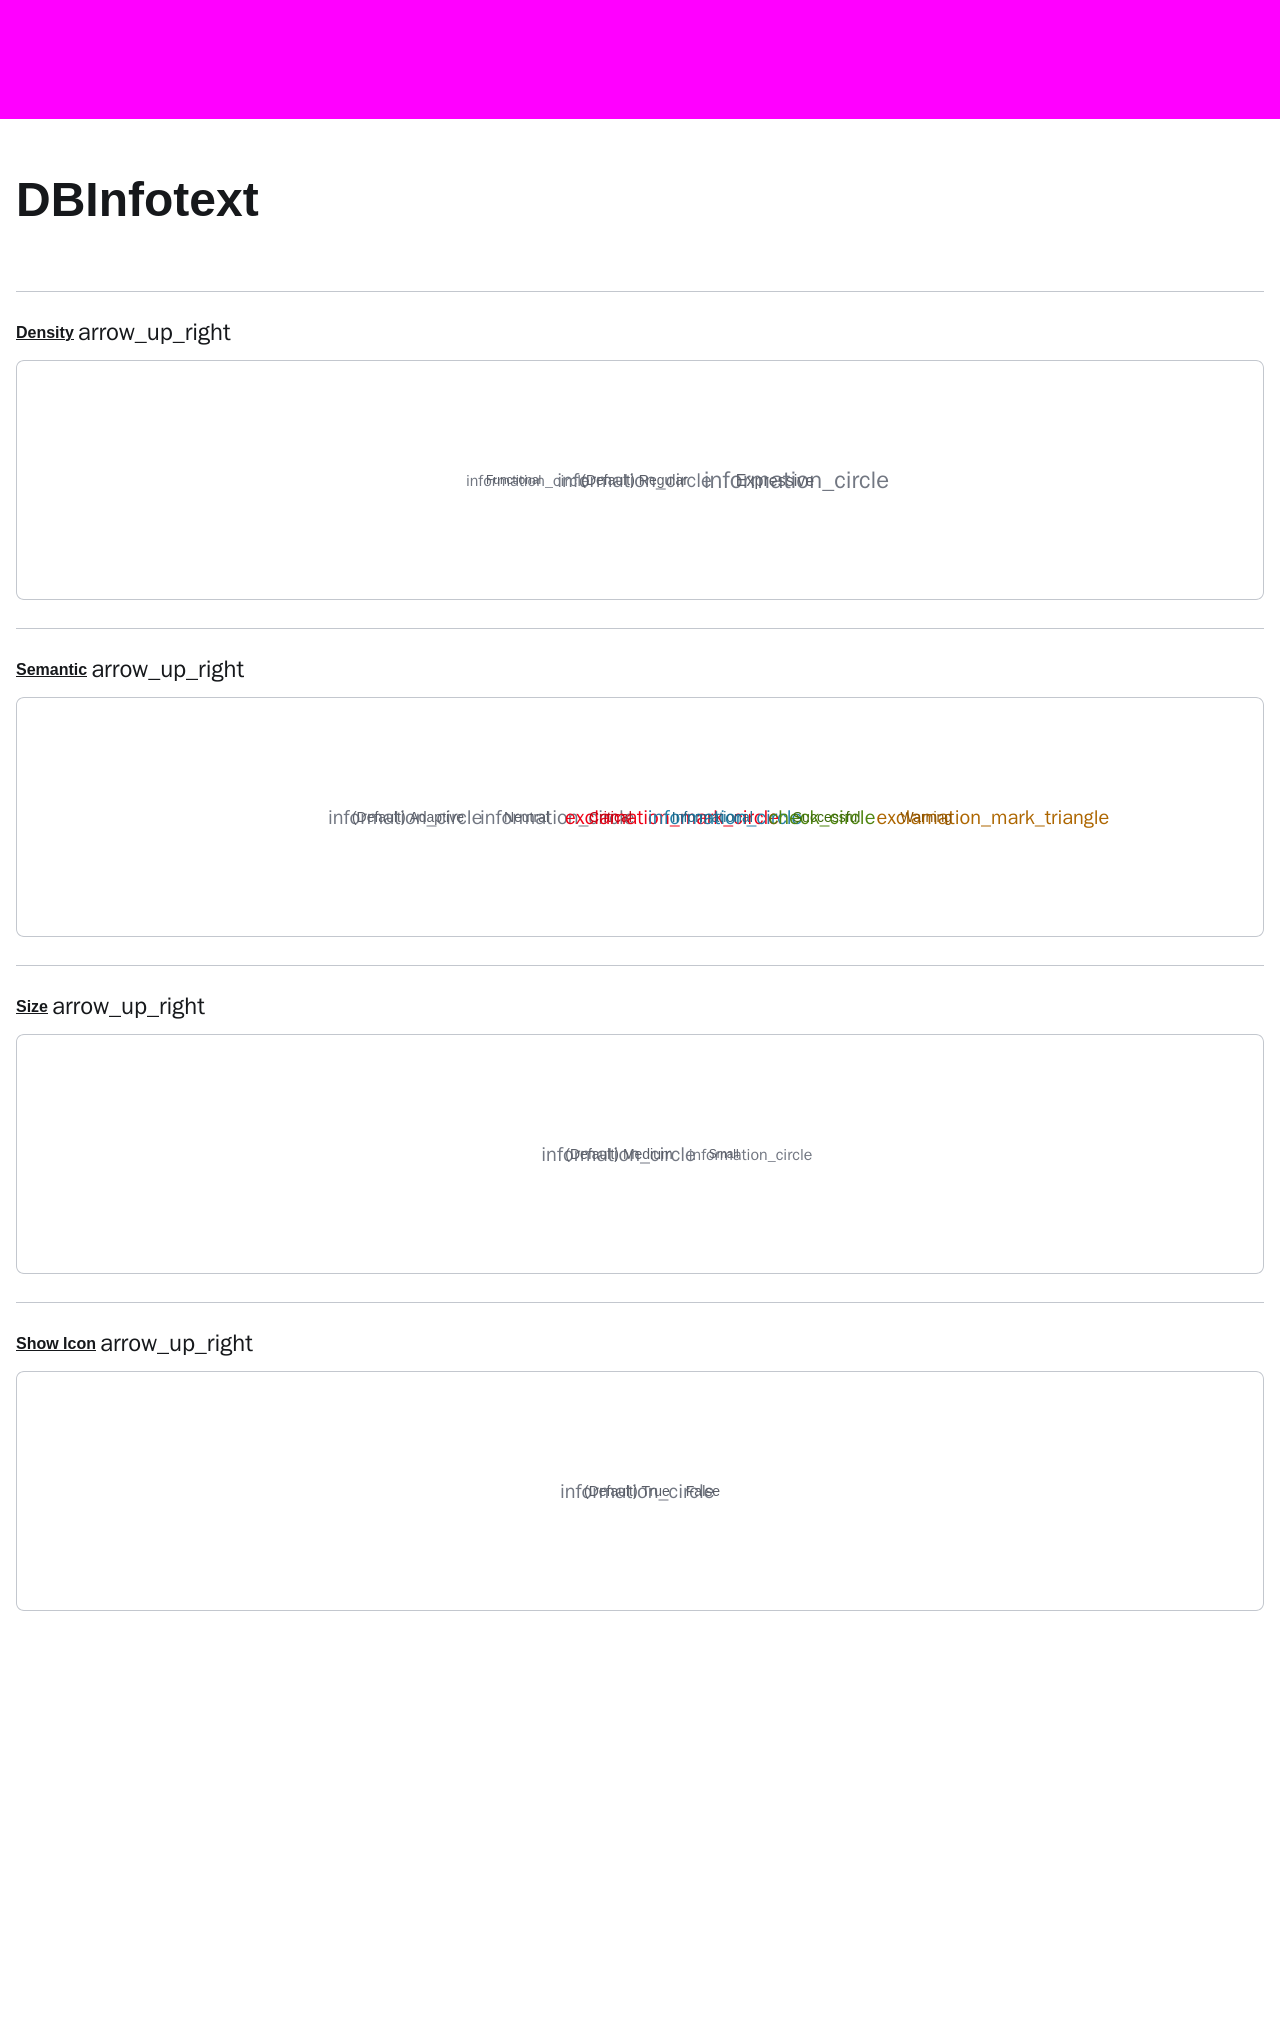 DBInfotext
Density arrow_up_right
information_circle Functional information_circle (Default) Regular information_circle Expressive
Semantic arrow_up_right
information_circle (Default) Adaptive information_circle Neutral exclamation_mark_circle Critical information_circle Informational check_circle Successful exclamation_mark_triangle Warning
Size arrow_up_right
information_circle (Default) Medium information_circle Small
Show Icon arrow_up_right
information_circle (Default) True False